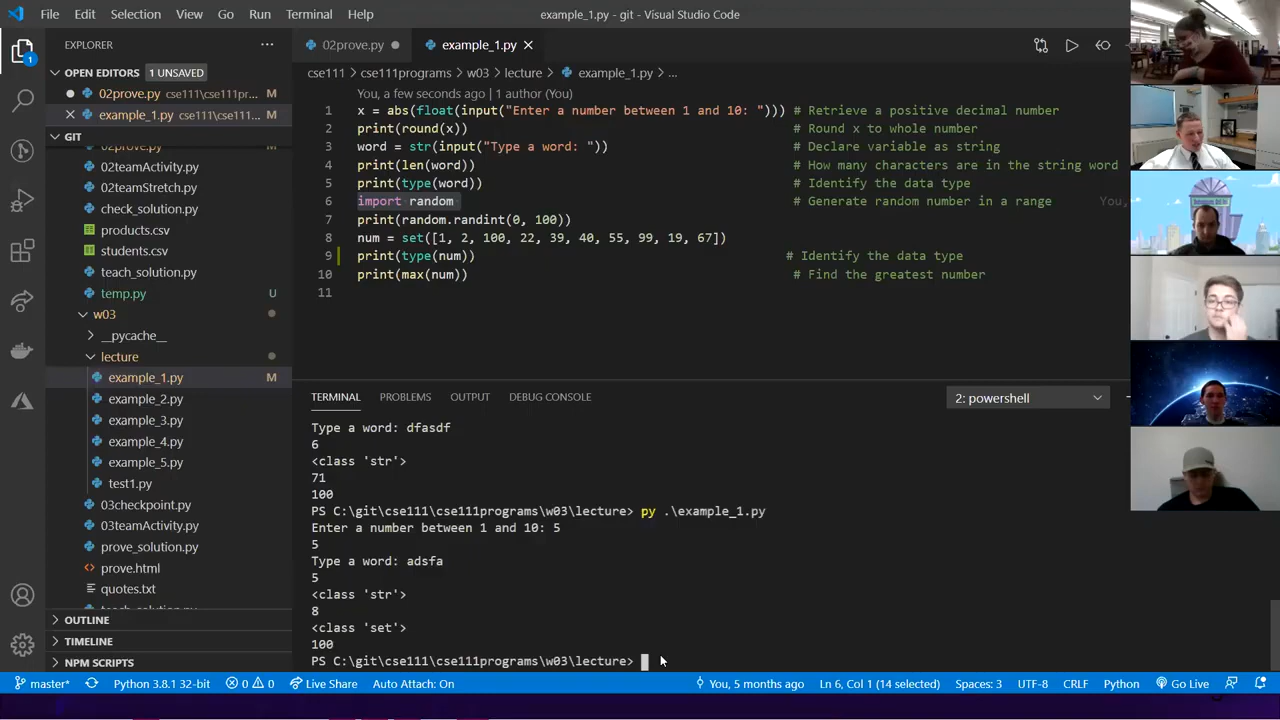 File Edit Selection View Go Run Terminal Help example_1.py - git - Visual Studio Code
EXPLORER ... 02prove.py example_1.py
OPEN EDITORS 1 UNSAVED
02prove.py cse111\cse111pr... M
example_1.py cse111\cse111... M
GIT
02prove.py
02teamActivity.py
02teamStretch.py
check_solution.py
products.csv
students.csv
teach_solution.py
temp.py U
w03
__pycache__
lecture
example_1.py M
example_2.py
example_3.py
example_4.py
example_5.py
test1.py
03checkpoint.py
03teamActivity.py
prove_solution.py
prove.html
quotes.txt
teach_solution.py
OUTLINE
TIMELINE
NPM SCRIPTS
1
cse111 > cse111programs > w03 > lecture > example_1.py > ...
You, a few seconds ago | 1 author (You)
1 x = abs(float(input("Enter a number between 1 and 10: "))) # Retrieve a positive decimal number
2 print(round(x)) # Round x to whole number
3 word = str(input("Type a word: ")) # Declare variable as string
4 print(len(word)) # How many characters are in the string word
5 print(type(word)) # Identify the data type
6 import random # Generate random number in a range You,
7 print(random.randint(0, 100))
8 num = set([1, 2, 100, 22, 39, 40, 55, 99, 19, 67])
9 print(type(num)) # Identify the data type
10 print(max(num)) # Find the greatest number
11
TERMINAL PROBLEMS OUTPUT DEBUG CONSOLE 2: powershell
Type a word: dfasdf
6
<class 'str'>
71
100
PS C:\git\cse111\cse111programs\w03\lecture> py .\example_1.py
Enter a number between 1 and 10: 5
5
Type a word: adsfa
5
<class 'str'>
8
<class 'set'>
100
PS C:\git\cse111\cse111programs\w03\lecture>
master* Python 3.8.1 32-bit 0 0 Live Share Auto Attach: On You, 5 months ago Ln 6, Col 1 (14 selected) Spaces: 3 UTF-8 CRLF Python Go Live